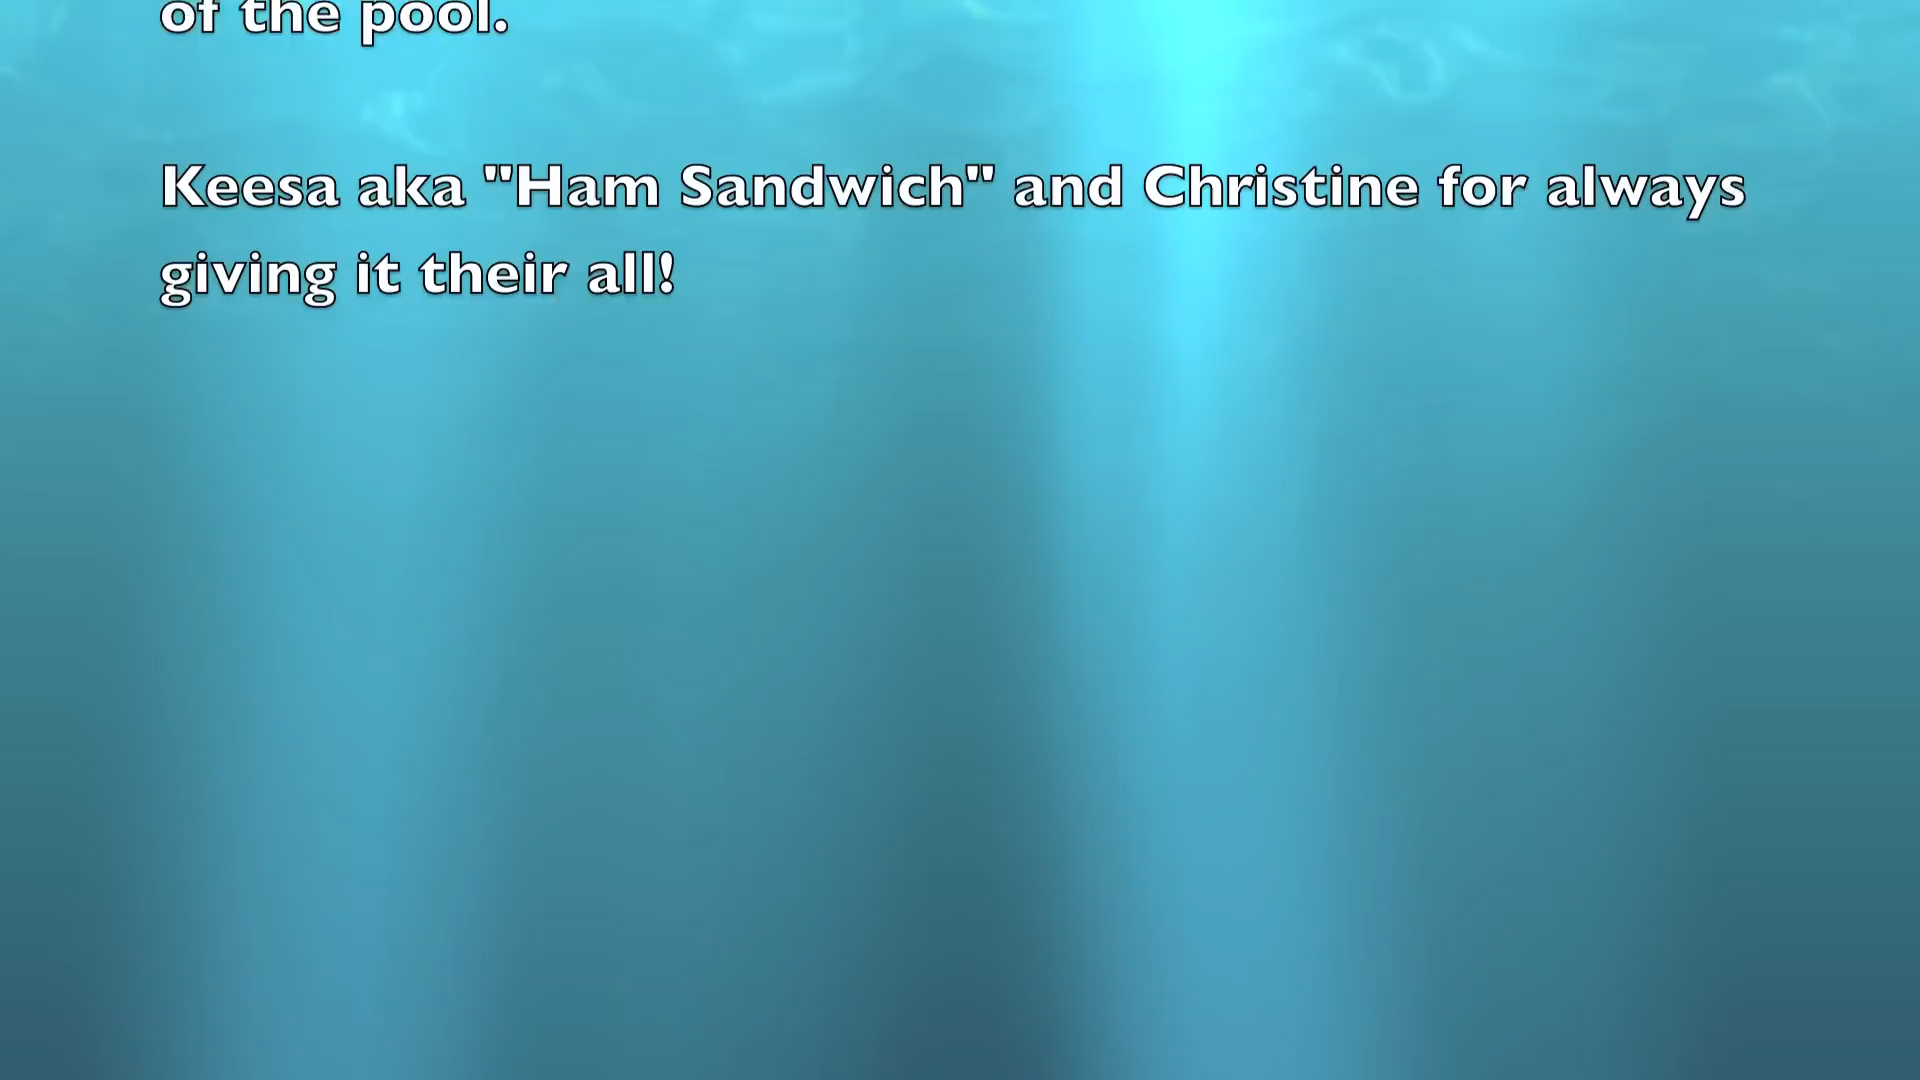 of the pool.
Keesa aka "Ham Sandwich" and Christine for always
giving it their all!